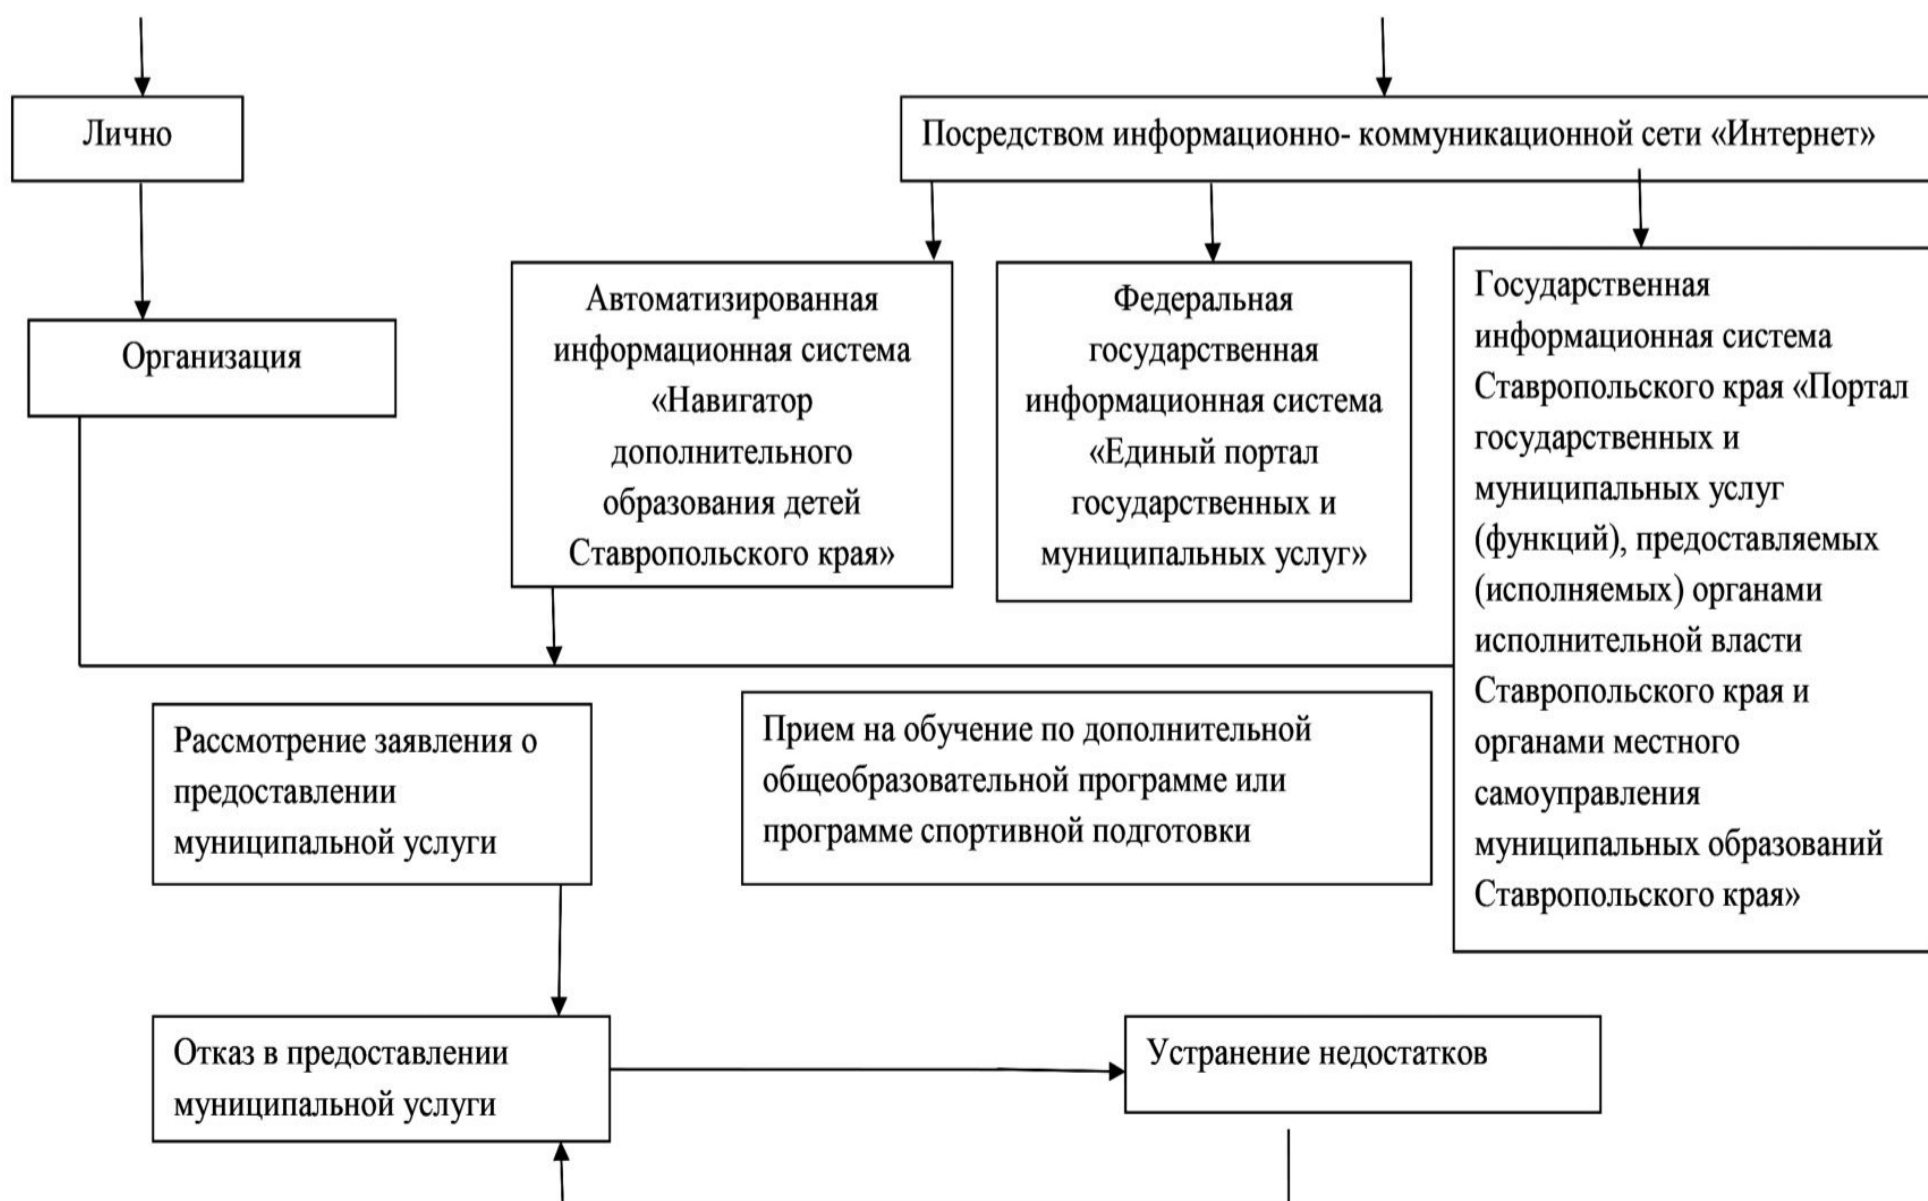 Лично
Посредством информационно- коммуникационной сети «Интернет»
Организация
Автоматизированная
информационная система
«Навигатор
дополнительного
образования детей
Ставропольского края»
Федеральная
государственная
информационная система
«Единый портал
государственных и
муниципальных услуг»
Государственная
информационная система
Ставропольского края «Портал
государственных и
муниципальных услуг
(функций), предоставляемых
(исполняемых) органами
исполнительной власти
Ставропольского края и
органами местного
самоуправления
муниципальных образований
Ставропольского края»
Рассмотрение заявления о
предоставлении
муниципальной услуги
Прием на обучение по дополнительной
общеобразовательной программе или
программе спортивной подготовки
Отказ в предоставлении
муниципальной услуги
Устранение недостатков